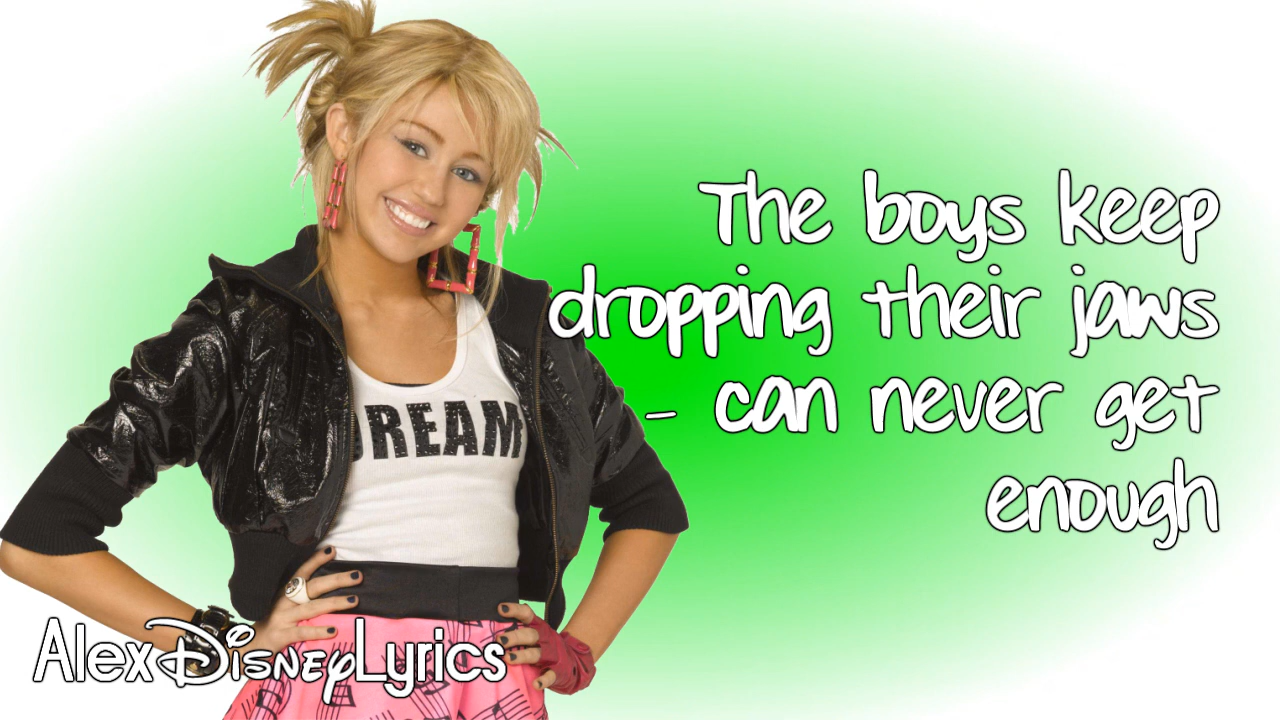 The boys keep
dropping their jaws
- can never get
enough
DREAM
AlexDisneyLyrics